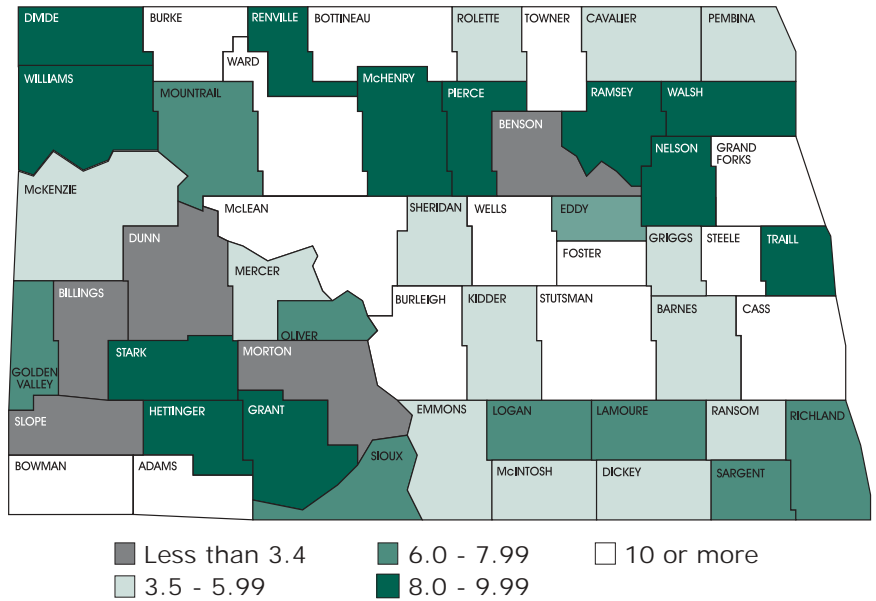 DIVIDE
BURKE
RENVILLE
BOTTINEAU
ROLETTE
TOWNER
CAVALIER
PEMBINA
WARD
WILLIAMS
MOUNTRAIL
McHENRY
PIERCE
RAMSEY
WALSH
BENSON
NELSON
GRAND
FORKS
McKENZIE
McLEAN
SHERIDAN
WELLS
EDDY
DUNN
MERCER
FOSTER
GRIGGS
STEELE
TRAILL
BILLINGS
OLIVER
BURLEIGH
KIDDER
STUTSMAN
BARNES
CASS
GOLDEN
VALLEY
STARK
MORTON
SLOPE
HETTINGER
GRANT
EMMONS
LOGAN
LAMOURE
RANSOM
RICHLAND
SIOUX
BOWMAN
ADAMS
McINTOSH
DICKEY
SARGENT
Less than 3.4
6.0 - 7.99
10 or more
3.5 - 5.99
8.0 - 9.99